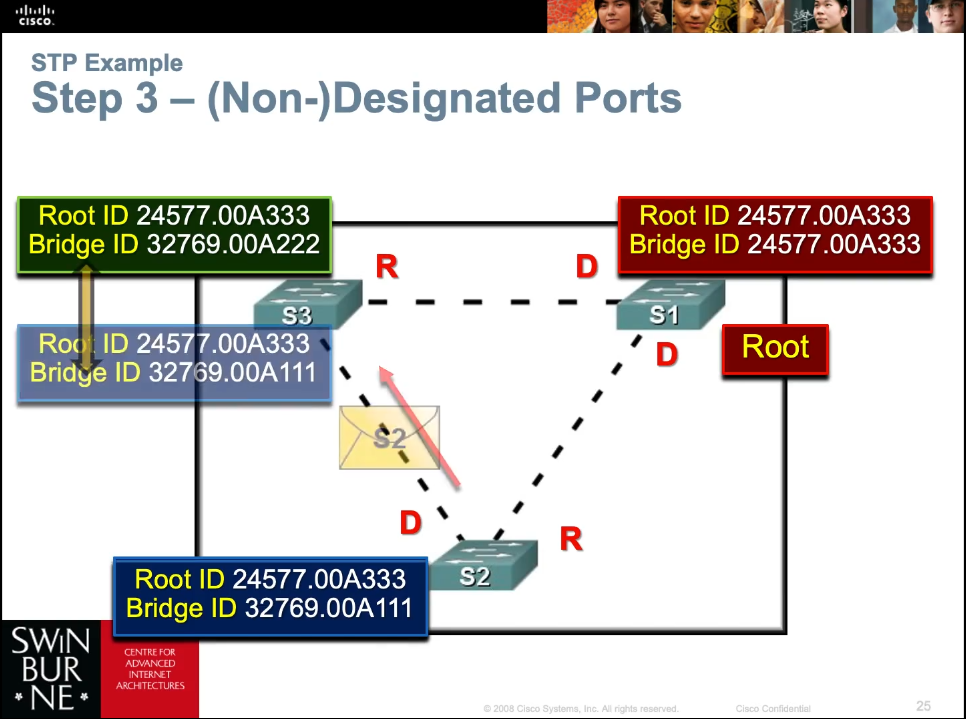 CISCO.
STP Example
Step 3 – (Non-)Designated Ports
Root ID 24577.00A333
Bridge ID 32769.00A222
Root ID 24577.00A333
Bridge ID 24577.00A333
R
D
S3
S1
Root ID 24577.00A333
Bridge ID 32769.00A111
D
Root
S2
D
R
S2
Root ID 24577.00A333
Bridge ID 32769.00A111
SWIN
BUR
NE
CENTRE FOR
ADVANCED
INTERNET
ARCHITECTURES
© 2008 Cisco Systems, Inc. All rights reserved.
Cisco Confidential
25